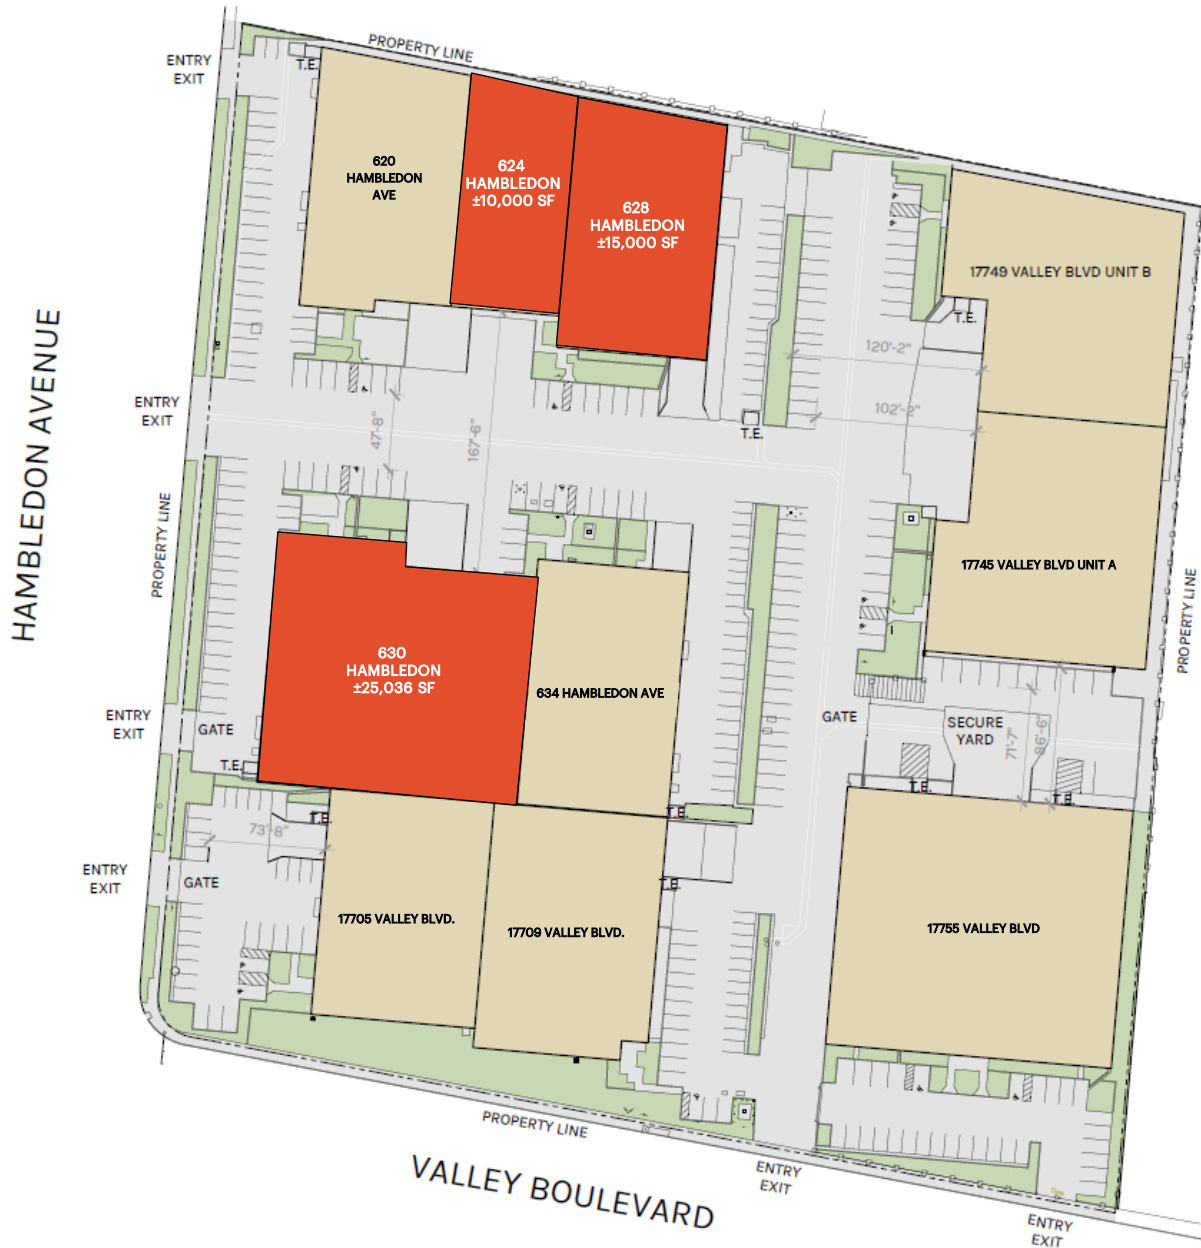 PROPERTY LINE
ENTRY
EXIT
T.E.
620
HAMBLEDON
AVE
624
HAMBLEDON
±10,000 SF
628
HAMBLEDON
±15,000 SF
17749 VALLEY BLVD UNIT B
T.E.
120'-2"
102'-2"
T.E.
ENTRY
EXIT
47'-8"
167'-6"
HAMBLEDON AVENUE
PROPERTY LINE
17745 VALLEY BLVD UNIT A
PROPERTY LINE
630
HAMBLEDON
±25,036 SF
634 HAMBLEDON AVE
ENTRY
EXIT
GATE
T.E.
GATE
SECURE
YARD
71'-7"
86'-6"
T.E.
T.E.
T.E.
T.E.
73'-8"
ENTRY
EXIT
GATE
T.E.
17705 VALLEY BLVD.
17709 VALLEY BLVD.
17755 VALLEY BLVD
PROPERTY LINE
VALLEY BOULEVARD
ENTRY
EXIT
ENTRY
EXIT